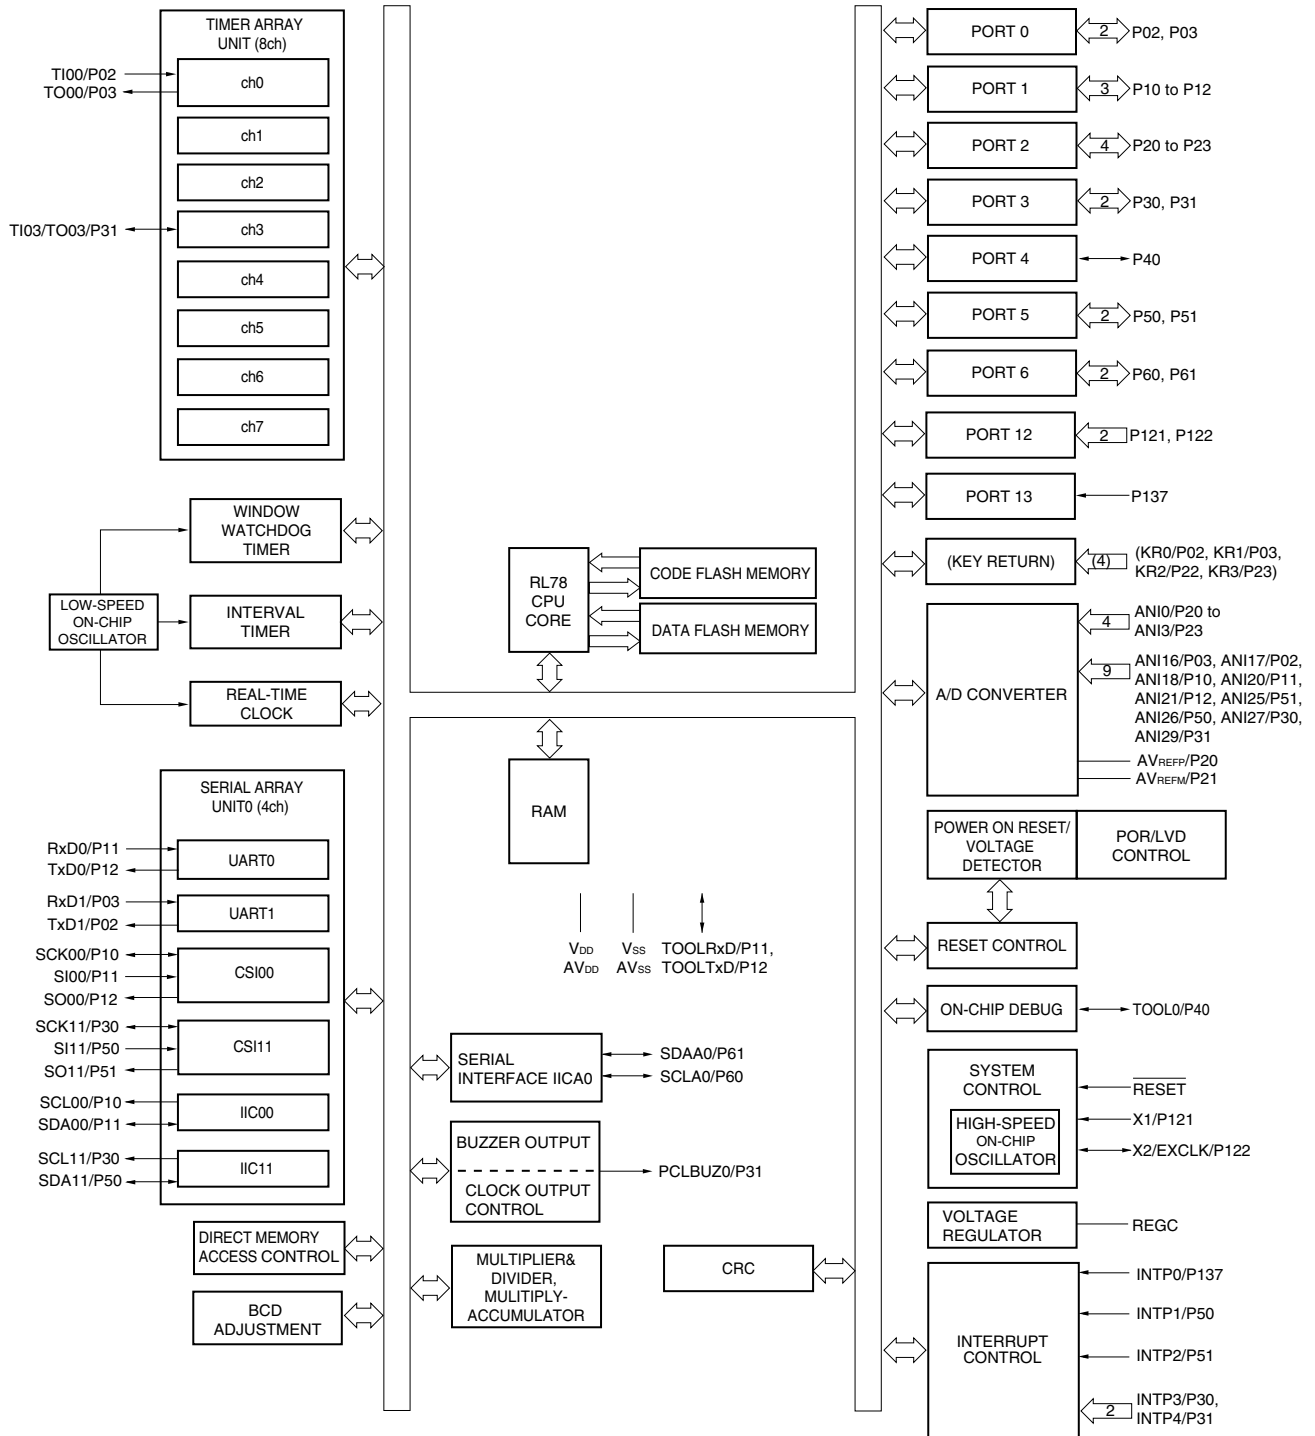 TIMER ARRAY
UNIT (8ch)
TI00/P02
TO00/P03
ch0
ch1
ch2
TI03/TO03/P31
ch3
ch4
ch5
ch6
ch7
WINDOW
WATCHDOG
TIMER
LOW-SPEED
ON-CHIP
OSCILLATOR
INTERVAL
TIMER
REAL-TIME
CLOCK
SERIAL ARRAY
UNIT0 (4ch)
RxD0/P11
TxD0/P12
UART0
RxD1/P03
TxD1/P02
UART1
SCK00/P10
SI00/P11
SO00/P12
CSI00
SCK11/P30
SI11/P50
SO11/P51
CSI11
SCL00/P10
SDA00/P11
IIC00
SCL11/P30
SDA11/P50
IIC11
DIRECT MEMORY
ACCESS CONTROL
BCD
ADJUSTMENT
RL78
CPU
CORE
CODE FLASH MEMORY
DATA FLASH MEMORY
RAM
VDD
AVDD
VSS
AVSS
TOOLRxD/P11,
TOOLTxD/P12
SERIAL
INTERFACE IICA0
SDAA0/P61
SCLA0/P60
BUZZER OUTPUT
CLOCK OUTPUT
CONTROL
PCLBUZ0/P31
MULTIPLIER&
DIVIDER,
MULITIPLY-
ACCUMULATOR
CRC
PORT 0
2
P02, P03
PORT 1
3
P10 to P12
PORT 2
4
P20 to P23
PORT 3
2
P30, P31
PORT 4
P40
PORT 5
2
P50, P51
PORT 6
2
P60, P61
PORT 12
2
P121, P122
PORT 13
P137
(KEY RETURN)
(4)
(KR0/P02, KR1/P03,
KR2/P22, KR3/P23)
A/D CONVERTER
4
ANI0/P20 to
ANI3/P23
9
ANI16/P03, ANI17/P02,
ANI18/P10, ANI20/P11,
ANI21/P12, ANI25/P51,
ANI26/P50, ANI27/P30,
ANI29/P31
AVREFP/P20
AVREFM/P21
POWER ON RESET/
VOLTAGE
DETECTOR
POR/LVD
CONTROL
RESET CONTROL
ON-CHIP DEBUG
TOOL0/P40
SYSTEM
CONTROL
HIGH-SPEED
ON-CHIP
OSCILLATOR
RESET
X1/P121
X2/EXCLK/P122
VOLTAGE
REGULATOR
REGC
INTERRUPT
CONTROL
INTP0/P137
INTP1/P50
INTP2/P51
2
INTP3/P30,
INTP4/P31